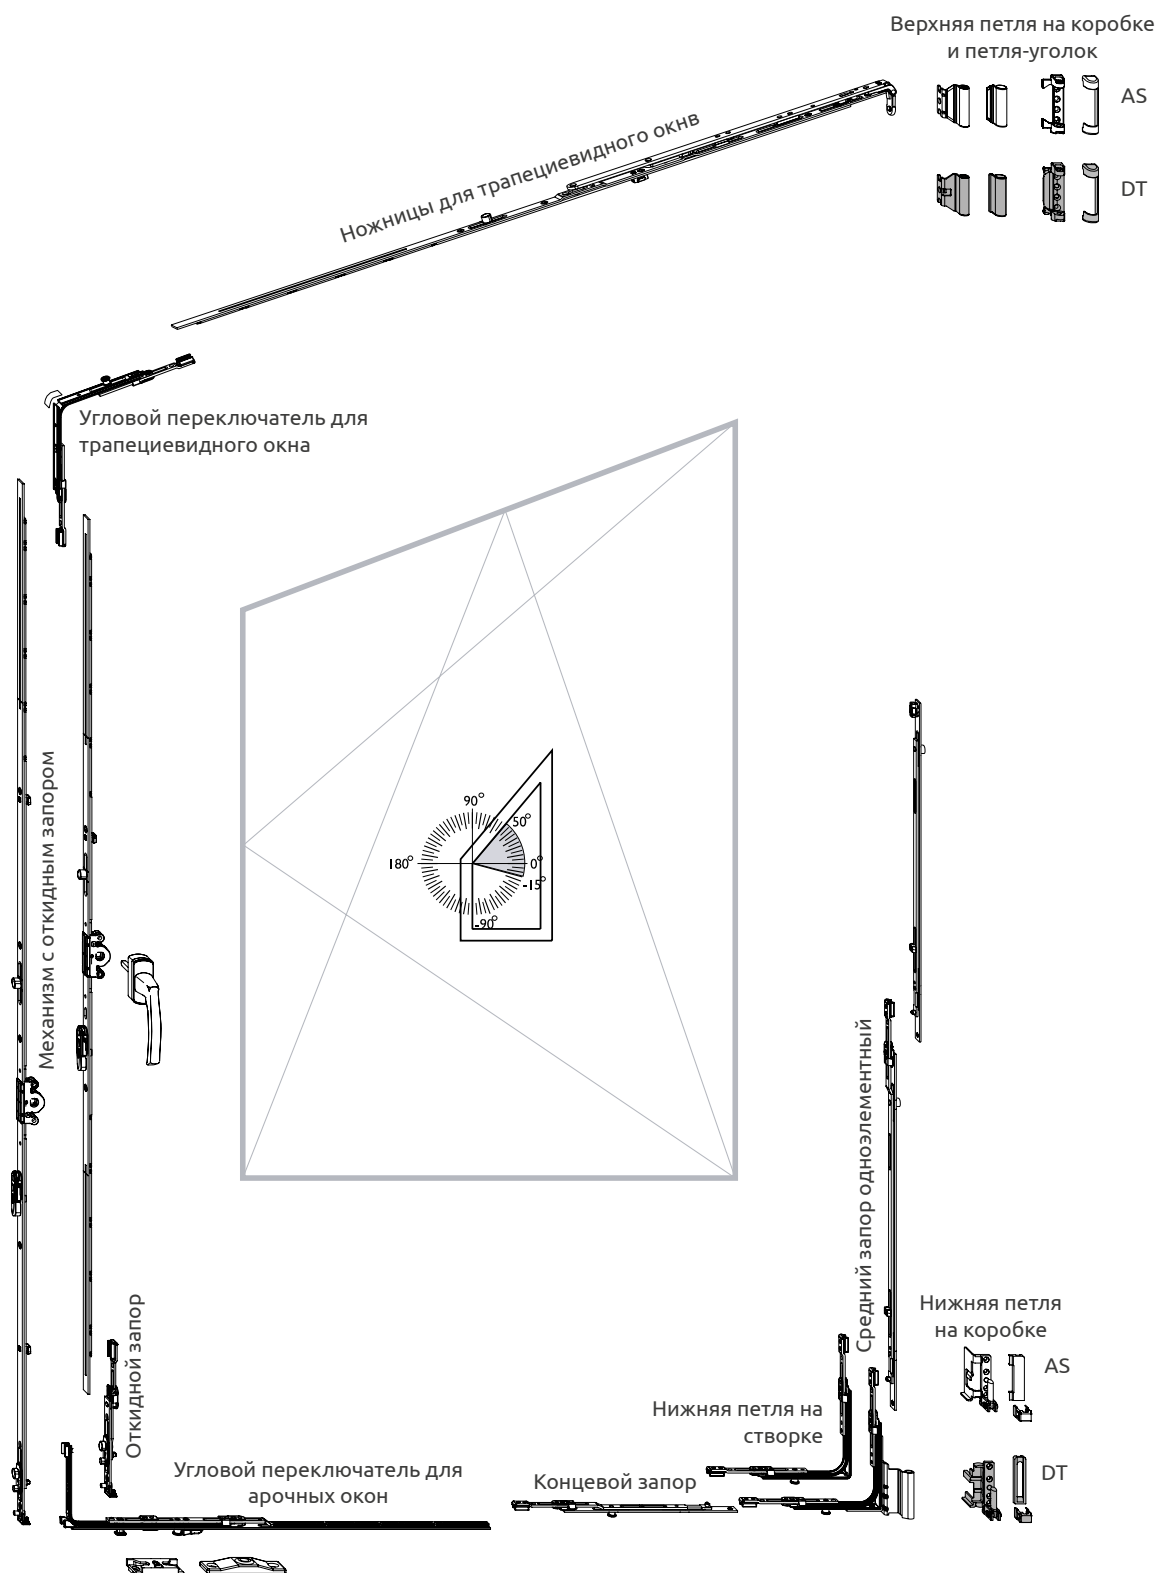 Верхняя петля на коробке
и петля-уголок
AS
DT
Ножницы для трапециевидного окнв
Угловой переключатель для
трапециевидного окна
Механизм с откидным запором
90°
50°
180°
0°
-15°
-90°
Средний запор одноэлементный
Откидной запор
Нижняя петля
на коробке
AS
DT
Нижняя петля на
створке
Угловой переключатель для
арочных окон
Концевой запор